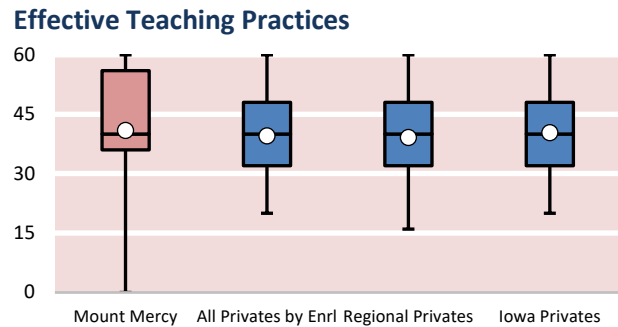 Effective Teaching Practices
60
45
30
15
0
Mount Mercy All Privates by Enrl Regional Privates Iowa Privates